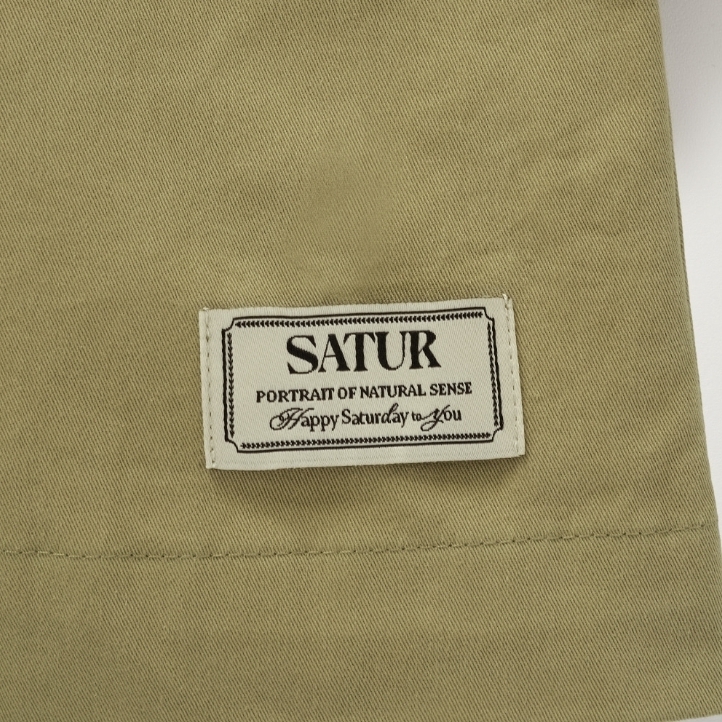 SATUR
PORTRAIT OF NATURAL SENSE
Happy Saturday to you